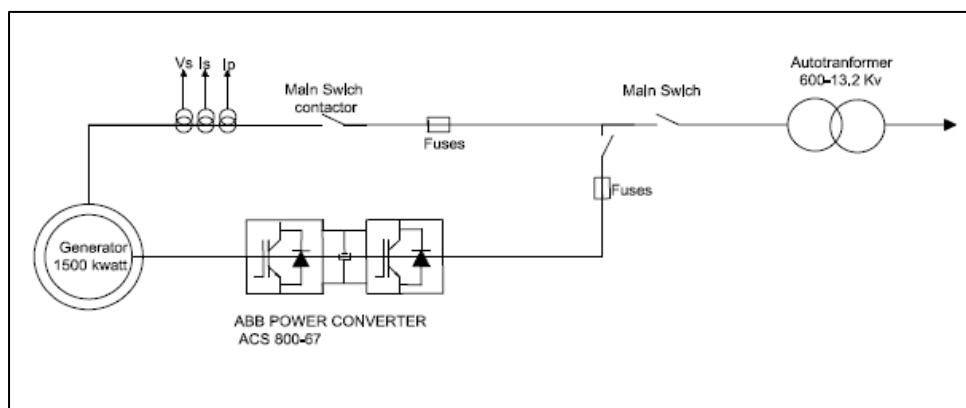 Vs Is Ip
Main Swich
contactor
Fuses
Main Swich
Autotranformer
600-13,2 Kv
Fuses
Generator
1500 kwatt
ABB POWER CONVERTER
ACS 800-67